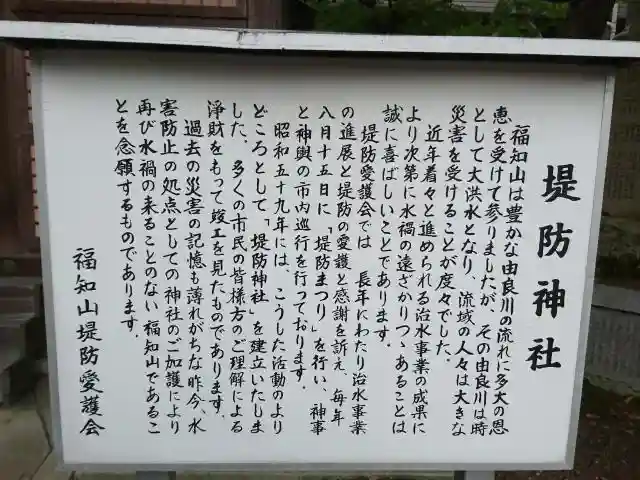 堤防神社
福知山は豊かな由良川の流れに多大の恩
恵を受けて参りましたが、その由良川は時
として大洪水となり、流域の人々は大きな
災害を受けることが度々でした。
近年着々と進められる治水事業の成果に
より次第に水禍の遠ざかりつゝあることは
誠に喜ばしいことであります。
堤防愛護会では、長年にわたり治水事業
の進展と堤防の愛護と感謝を訴え、毎年
八月十五日に「堤防まつり」を行い、神事
と神輿の市内巡行を行っております。
昭和五十九年には、こうした活動のより
どころとして「堤防神社」を建立いたしま
した。多くの市民の皆様方のご理解による
浄財をもって竣工を見たものであります。
過去の災害の記憶も薄れがちな昨今、水
害防止の処点としての神社のご加護により
再び水禍の来ることのない福知山であるこ
とを念願するものであります。
福知山堤防愛護会